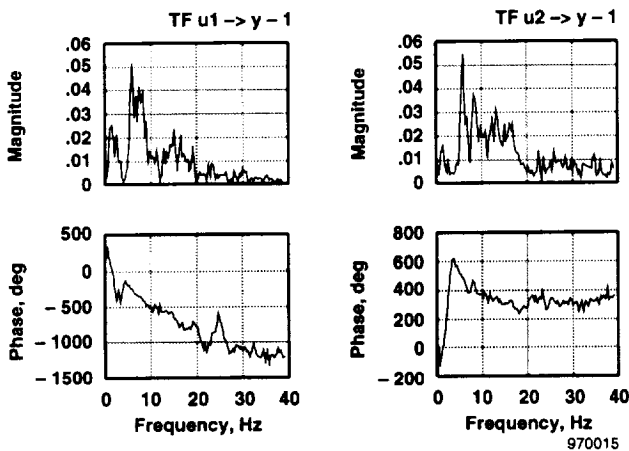 TF u1 –> y – 1
.06
.05
.04
.03
.02
.01
0
Magnitude
TF u2 –> y – 1
.06
.05
.04
.03
.02
.01
0
Magnitude
500
0
– 500
– 1000
– 1500
Phase, deg
0 10 20 30 40
Frequency, Hz
800
600
400
200
0
– 200
Phase, deg
0 10 20 30 40
Frequency, Hz
970015